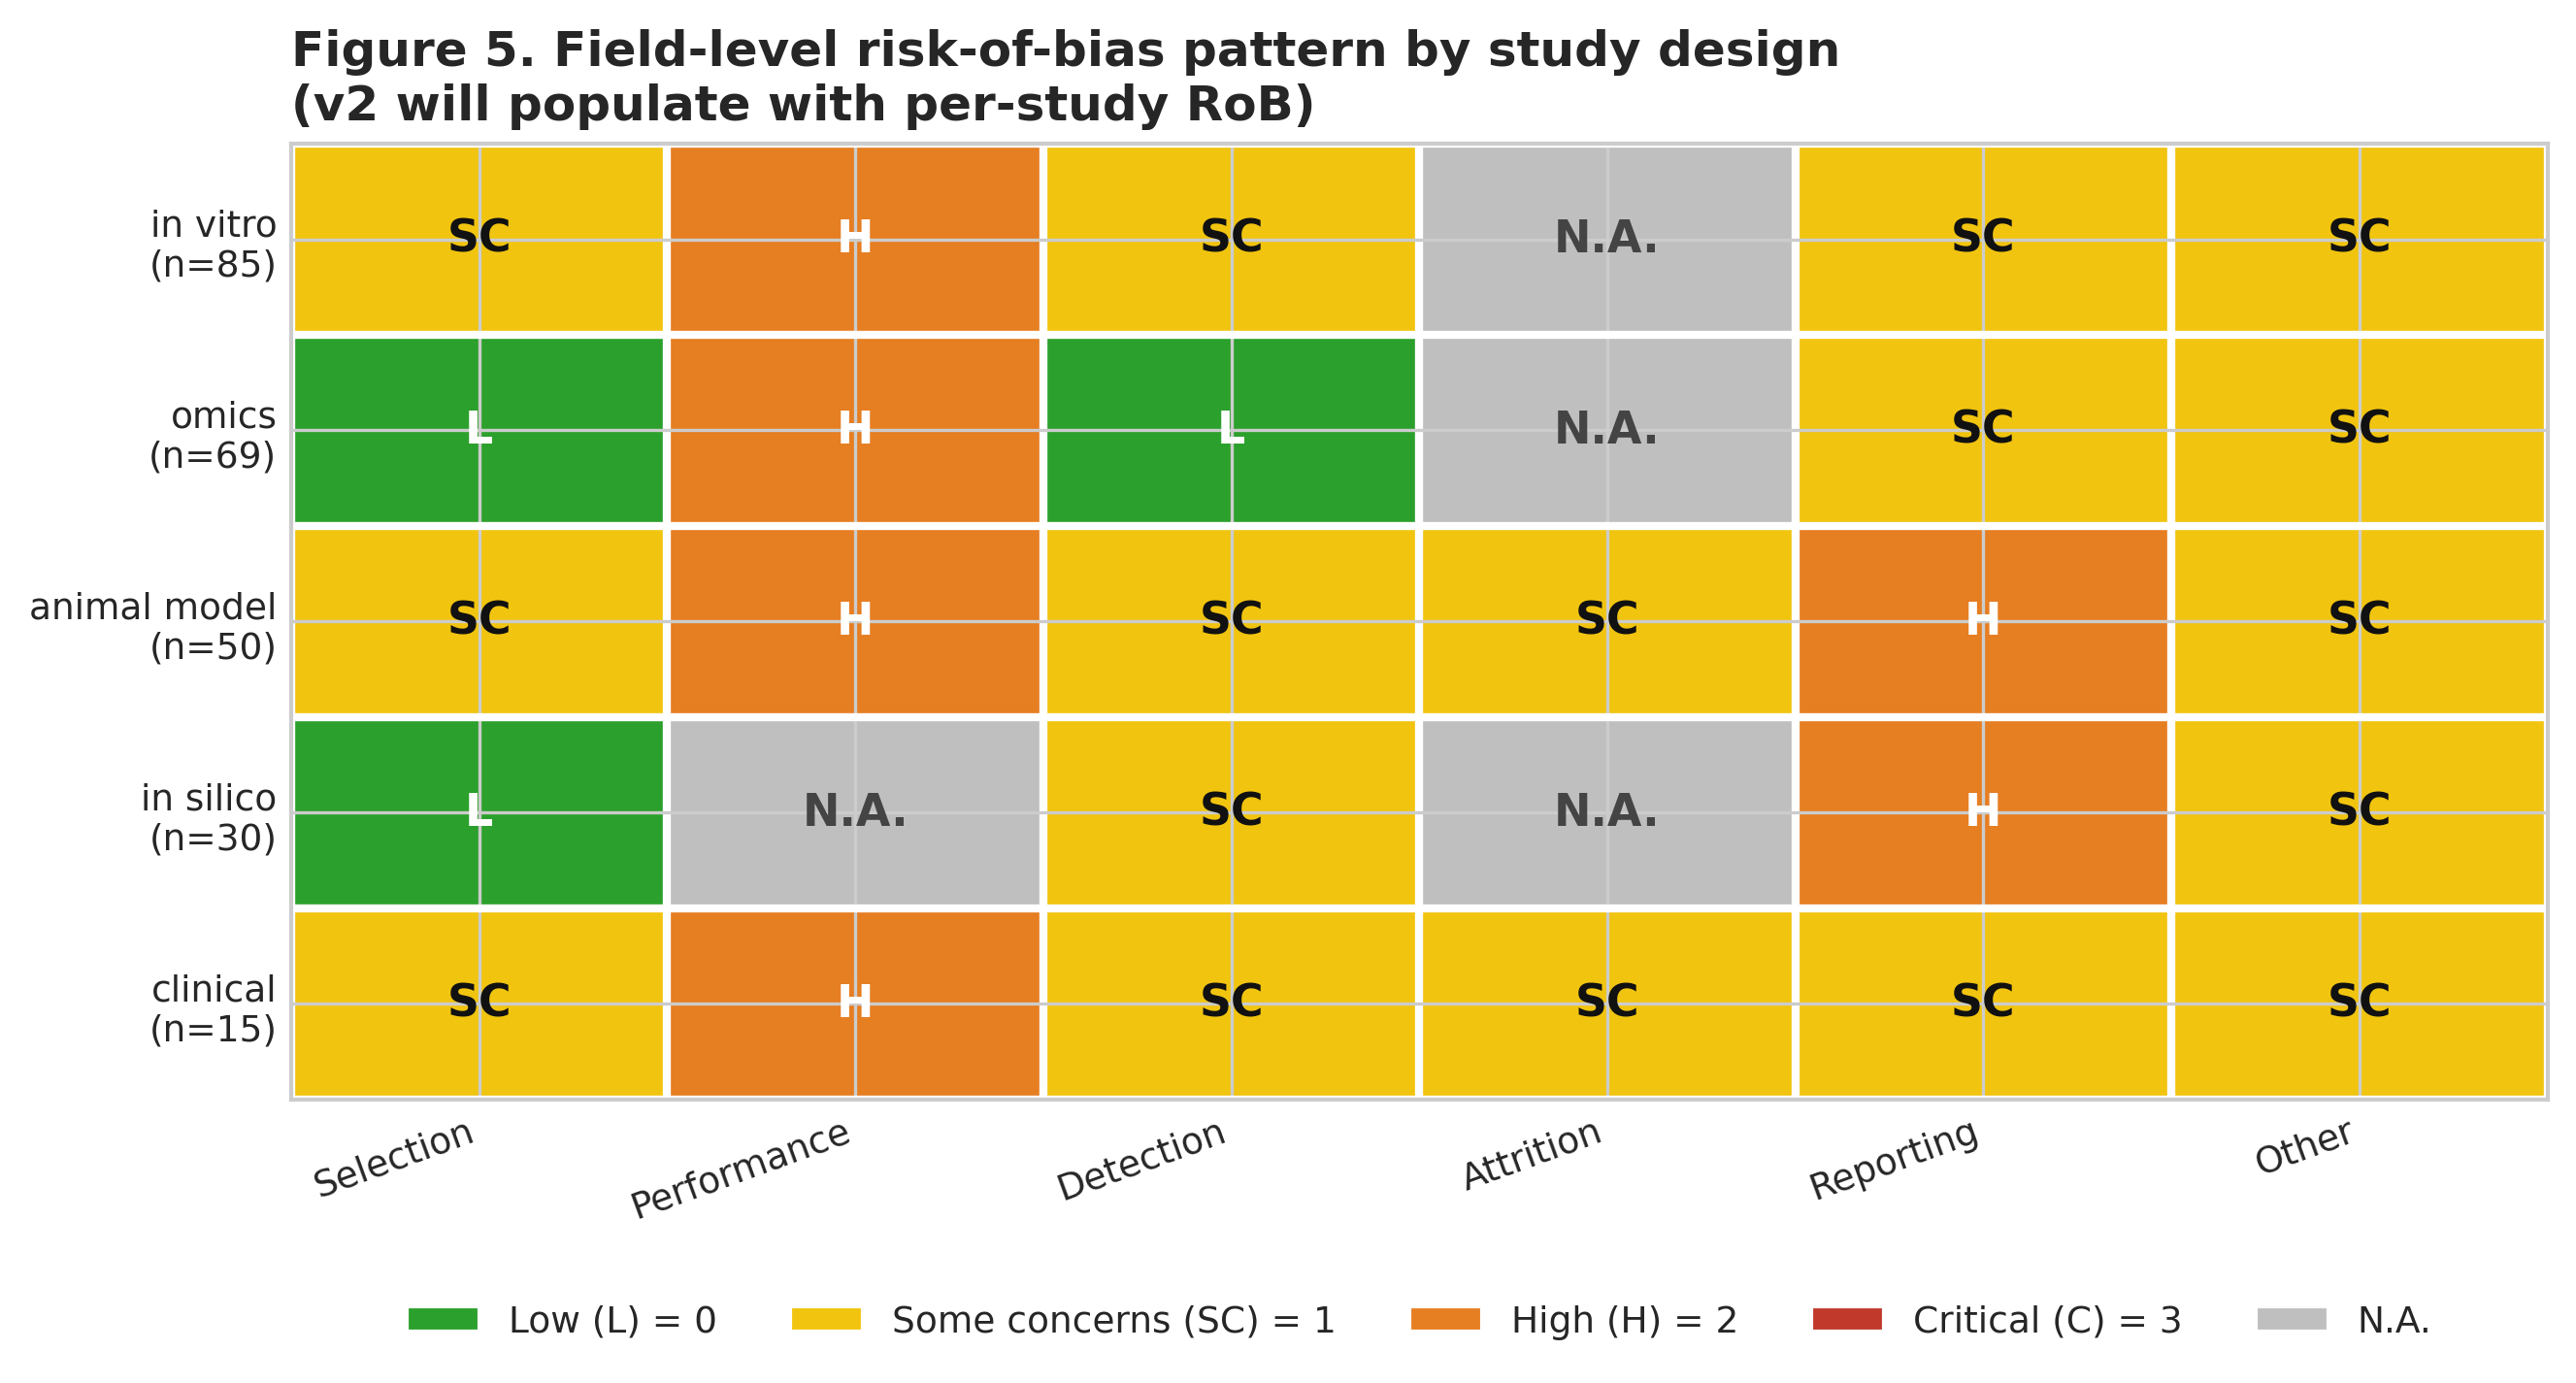 Figure 5. Field-level risk-of-bias pattern by study design
(v2 will populate with per-study RoB)
in vitro
(n=85)
SC H SC N.A. SC SC
omics
(n=69)
L H L N.A. SC SC
animal model
(n=50)
SC H SC SC H SC
in silico
(n=30)
L N.A. SC N.A. H SC
clinical
(n=15)
SC H SC SC SC SC
Selection Performance Detection Attrition Reporting Other
Low (L) = 0 Some concerns (SC) = 1 High (H) = 2 Critical (C) = 3 N.A.